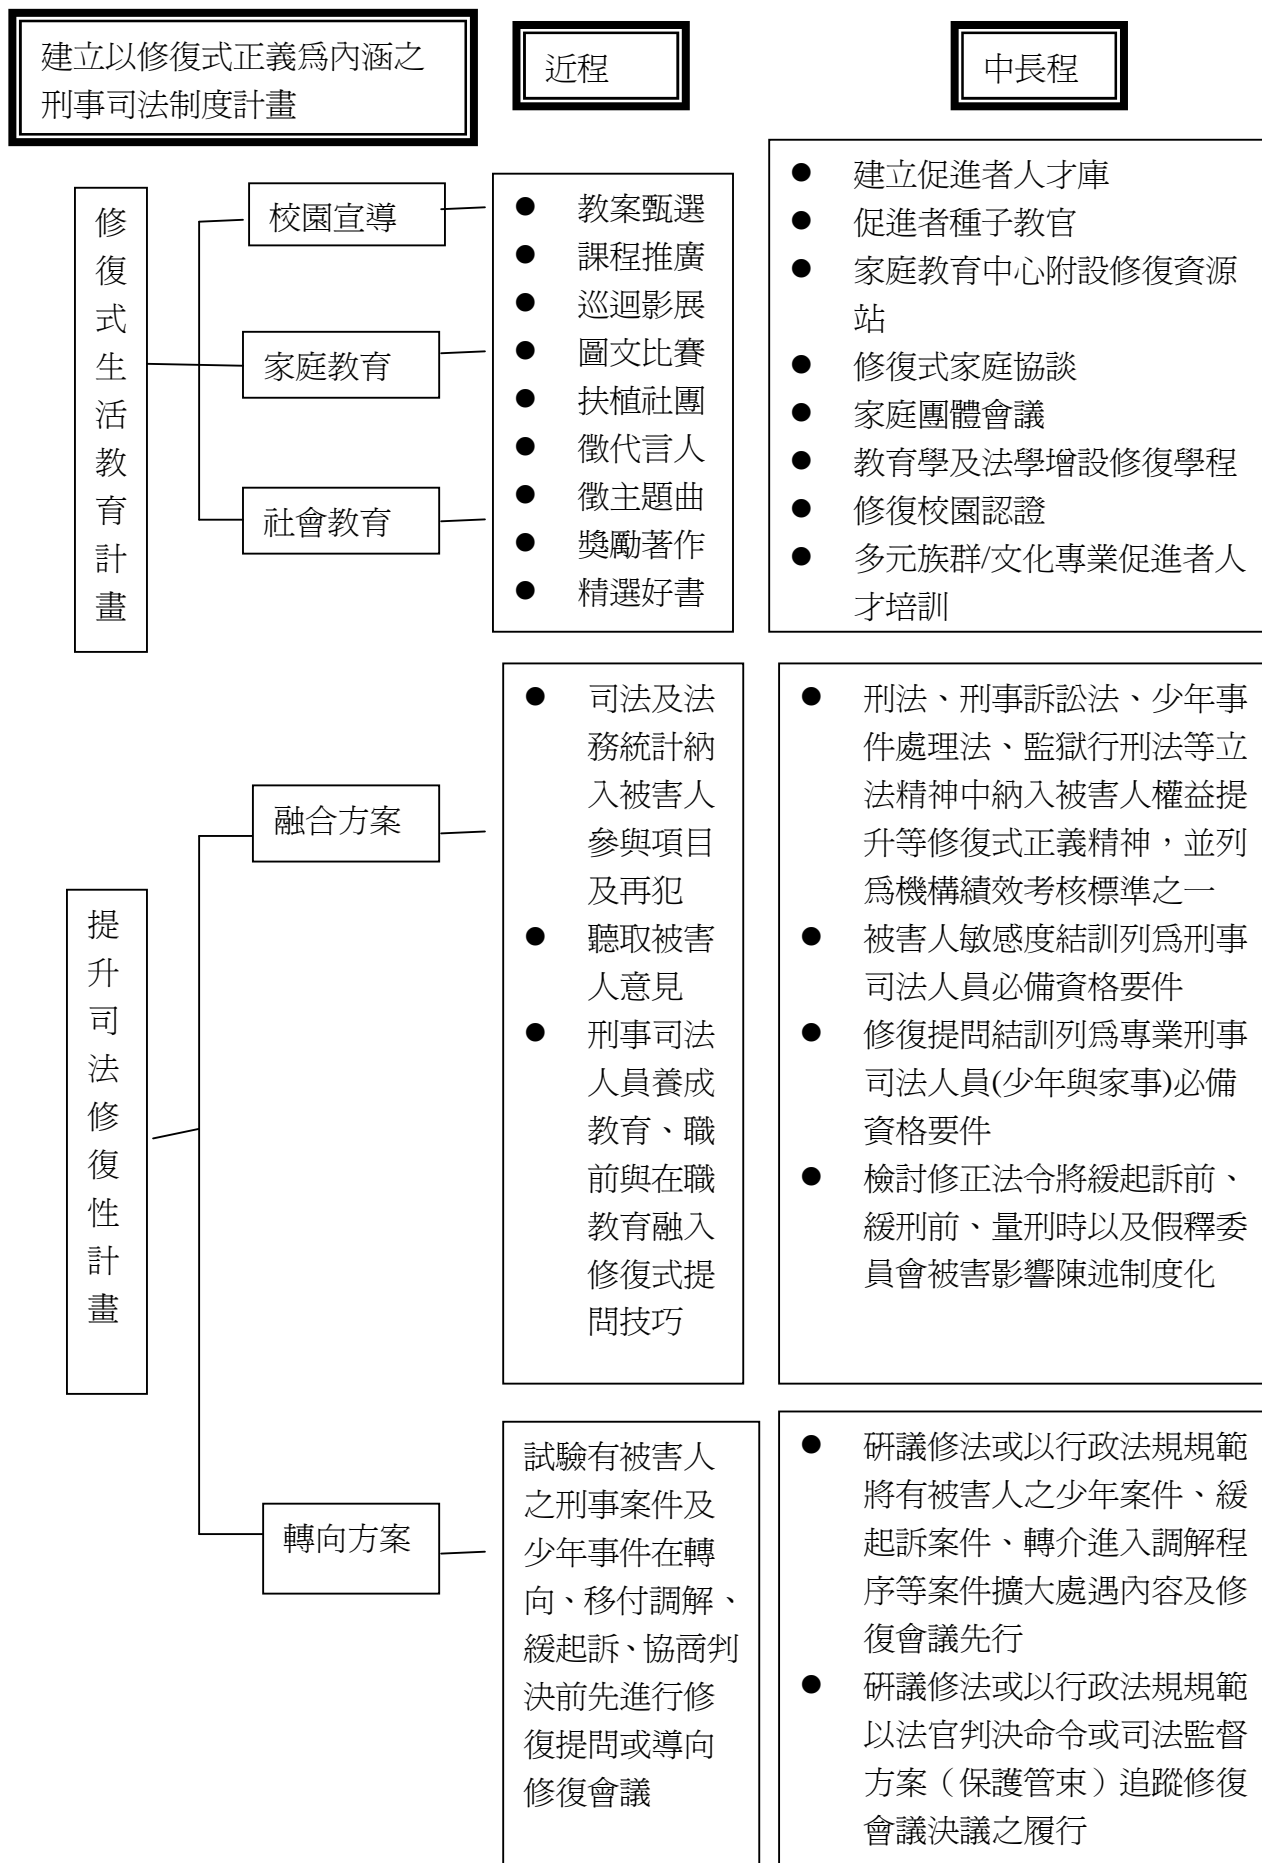 建立以修復式正義為內涵之
刑事司法制度計畫
近程
中長程
修復式生活教育計畫
校園宣導
家庭教育
社會教育
● 教案甄選
● 課程推廣
● 巡迴影展
● 圖文比賽
● 扶植社團
● 徵代言人
● 徵主題曲
● 獎勵著作
● 精選好書
● 建立促進者人才庫
● 促進者種子教官
● 家庭教育中心附設修復資源
站
● 修復式家庭協談
● 家庭團體會議
● 教育學及法學增設修復學程
● 修復校園認證
● 多元族群/文化專業促進者人
才培訓
提升司法修復性計畫
融合方案
● 司法及法
務統計納
入被害人
參與項目
及再犯
● 聽取被害
人意見
● 刑事司法
人員養成
教育、職
前與在職
教育融入
修復式提
問技巧
● 刑法、刑事訴訟法、少年事
件處理法、監獄行刑法等立
法精神中納入被害人權益提
升等修復式正義精神，並列
為機構績效考核標準之一
● 被害人敏感度結訓列為刑事
司法人員必備資格要件
● 修復提問結訓列為專業刑事
司法人員(少年與家事)必備
資格要件
● 檢討修正法令將緩起訴前、
緩刑前、量刑時以及假釋委
員會被害影響陳述制度化
轉向方案
試驗有被害人
之刑事案件及
少年事件在轉
向、移付調解、
緩起訴、協商判
決前先進行修
復提問或導向
修復會議
● 研議修法或以行政法規規範
將有被害人之少年案件、緩
起訴案件、轉介進入調解程
序等案件擴大處遇內容及修
復會議先行
● 研議修法或以行政法規規範
以法官判決命令或司法監督
方案（保護管束）追蹤修復
會議決議之履行